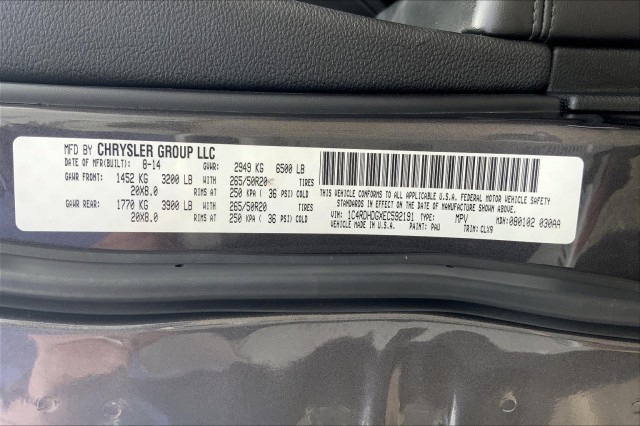 MFD BY CHRYSLER GROUP LLC
DATE OF MFR(BUILT): 8-14 GVWR: 2949 KG 6500 LB
GAWR FRONT: 1452 KG 3200 LB WITH 265/50R20 TIRES
20X8.0 AT 250 KPA ( 36 PSI) COLD
GAWR REAR: 1770 KG 3900 LB WITH 265/50R20 TIRES
20X8.0 AT 250 KPA ( 36 PSI) COLD
THIS VEHICLE CONFORMS TO ALL APPLICABLE U.S.A. FEDERAL MOTOR VEHICLE SAFETY
STANDARDS IN EFFECT ON THE DATE OF MANUFACTURE SHOWN ABOVE.
VIN: 1C4RDHDGXEC592191 TYPE: MPV MDH:080102 030AA
VEHICLE MADE IN U.S.A. PAINT: PAU TRIM: CLX9